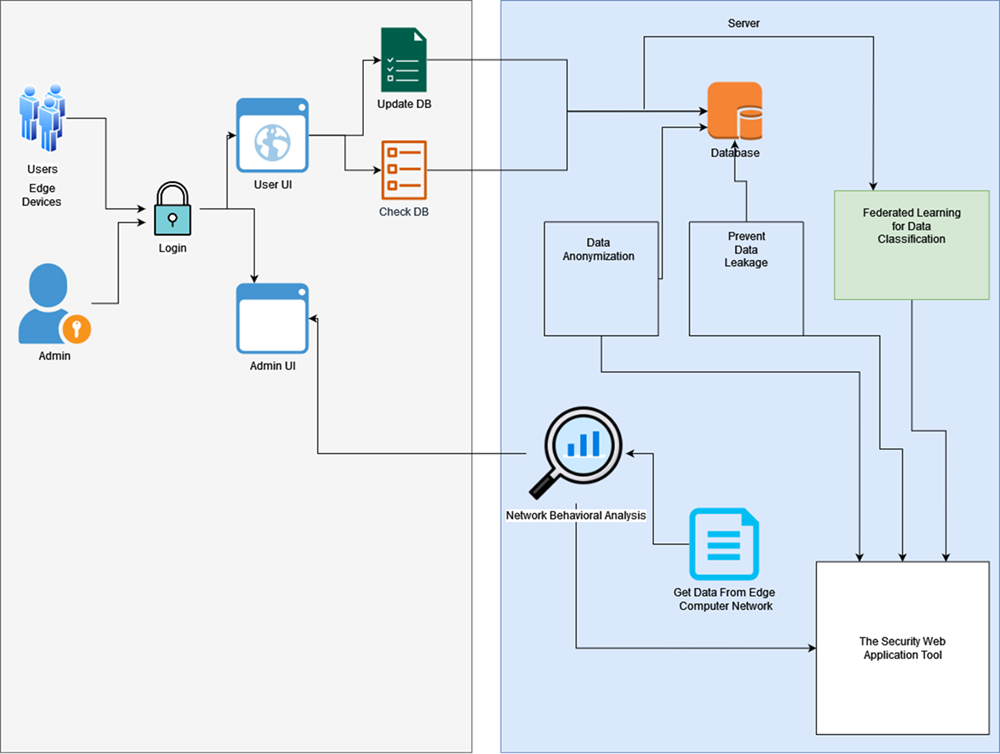 Server
Update DB
Users
Edge
Devices
User UI
Check DB
Login
Admin
Admin UI
Database
Federated Learning
for Data
Classification
Data
Anonymization
Prevent
Data
Leakage
Network Behavioral Analysis
Get Data From Edge
Computer Network
The Security Web
Application Tool